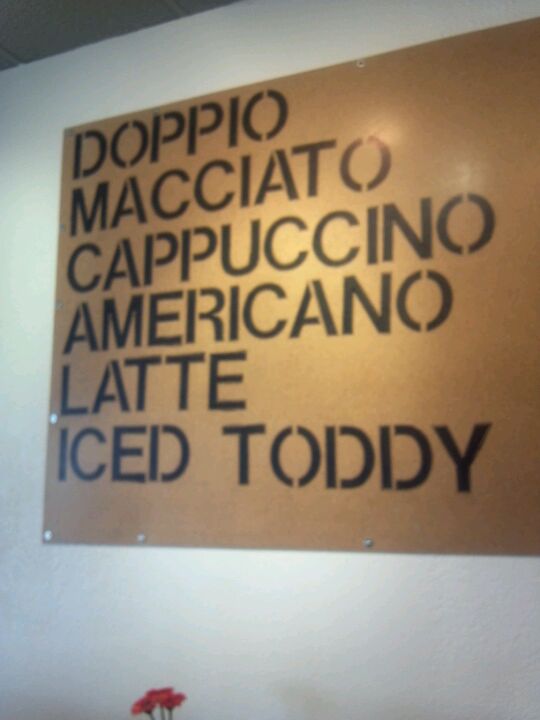 DOPPIO
MACCIATO
CAPPUCCINO
AMERICANO
LATTE
ICED TODDY